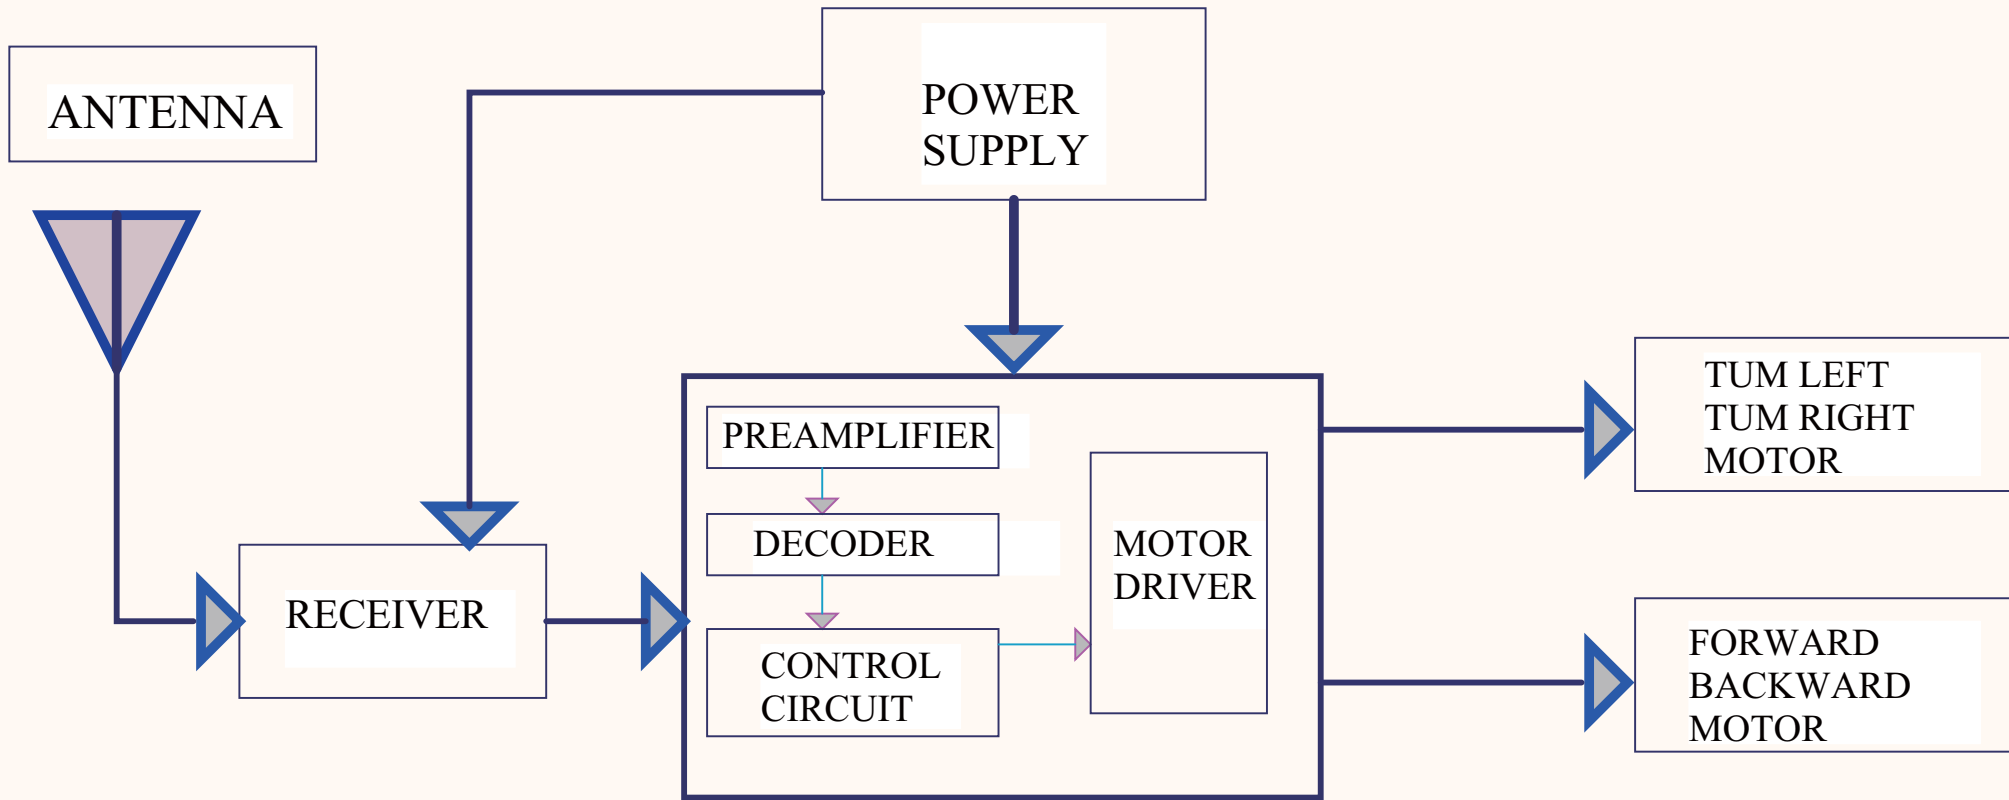 ANTENNA
POWER
SUPPLY
PREAMPLIFIER
DECODER
CONTROL
CIRCUIT
MOTOR
DRIVER
RECEIVER
TUM LEFT
TUM RIGHT
MOTOR
FORWARD
BACKWARD
MOTOR